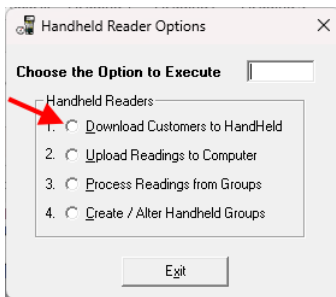 Handheld Reader Options
Choose the Option to Execute
Handheld Readers
1. Download Customers to HandHeld
2. Upload Readings to Computer
3. Process Readings from Groups
4. Create / Alter Handheld Groups
Exit